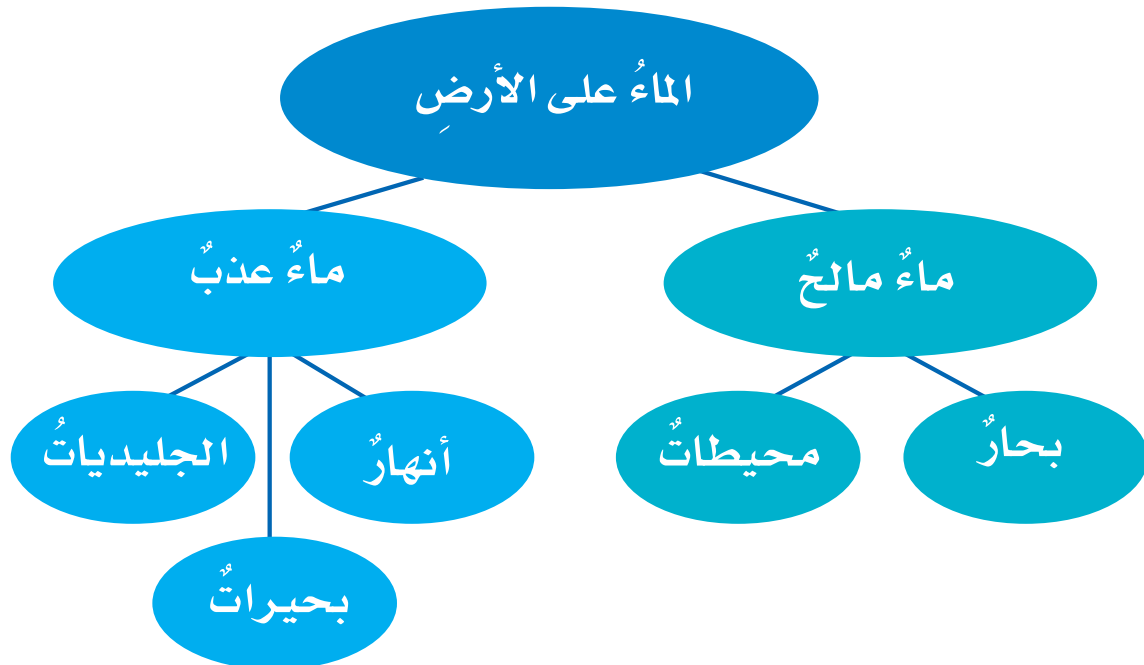 الماءُ على الأرضِ
ماءٌ مالحٌ
ماءٌ عذبٌ
بحارٌ
محيطاتٌ
أنهارٌ
الجليدياتُ
بحيراتٌ